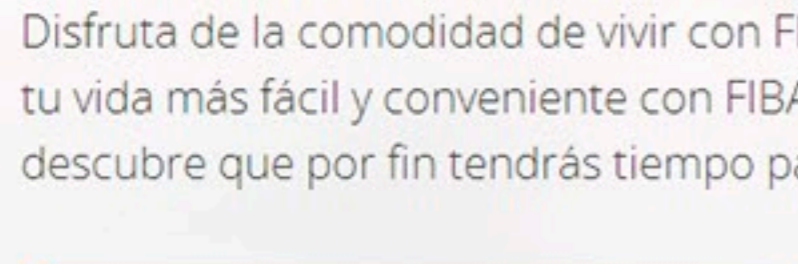 Disfruta de la comodidad de vivir con
tu vida más fácil y conveniente con
descubre que por fin tendrás tiempo